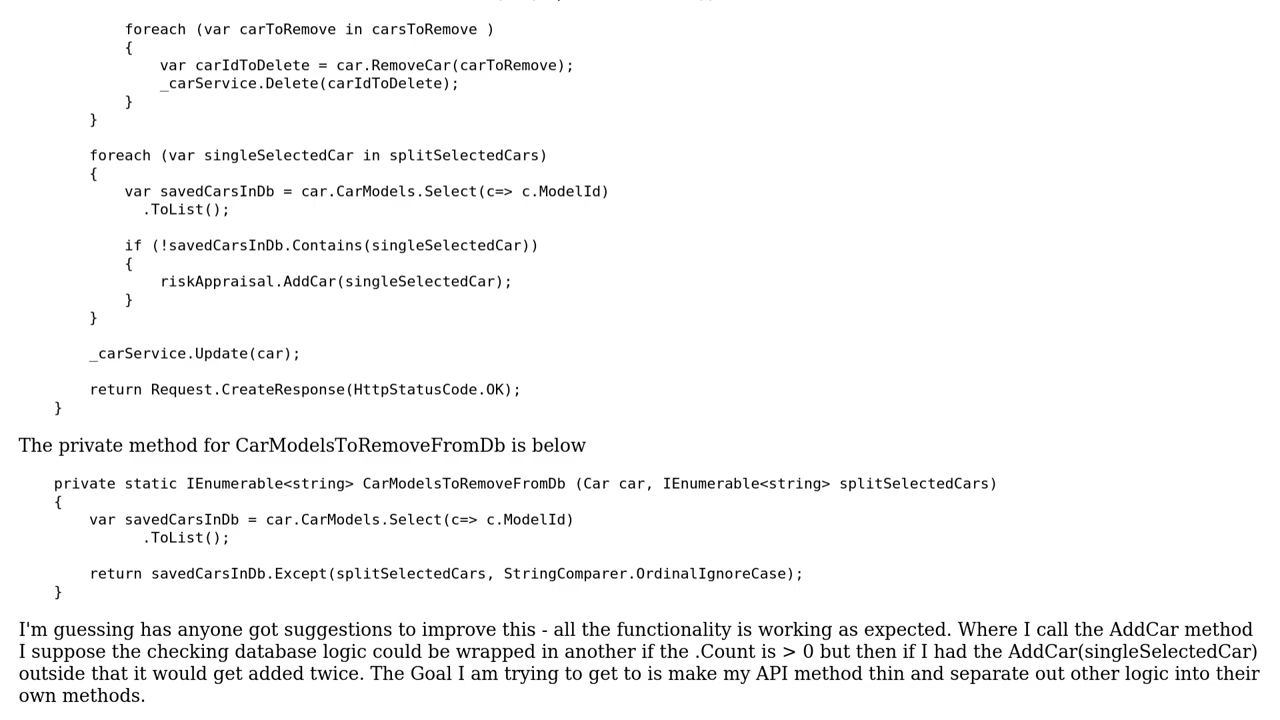 foreach (var carToRemove in carsToRemove )
{
var carIdToDelete = car.RemoveCar(carToRemove);
_carService.Delete(carIdToDelete);
}
}
foreach (var singleSelectedCar in splitSelectedCars)
{
var savedCarsInDb = car.CarModels.Select(c=> c.ModelId)
.ToList();
if (!savedCarsInDb.Contains(singleSelectedCar))
{
riskAppraisal.AddCar(singleSelectedCar);
}
}
_carService.Update(car);
return Request.CreateResponse(HttpStatusCode.OK);
}
The private method for CarModelsToRemoveFromDb is below
private static IEnumerable<string> CarModelsToRemoveFromDb (Car car, IEnumerable<string> splitSelectedCars)
{
var savedCarsInDb = car.CarModels.Select(c=> c.ModelId)
.ToList();
return savedCarsInDb.Except(splitSelectedCars, StringComparer.OrdinalIgnoreCase);
}
I'm guessing has anyone got suggestions to improve this - all the functionality is working as expected. Where I call the AddCar method
I suppose the checking database logic could be wrapped in another if the .Count is > 0 but then if I had the AddCar(singleSelectedCar)
outside that it would get added twice. The Goal I am trying to get to is make my API method thin and separate out other logic into their
own methods.